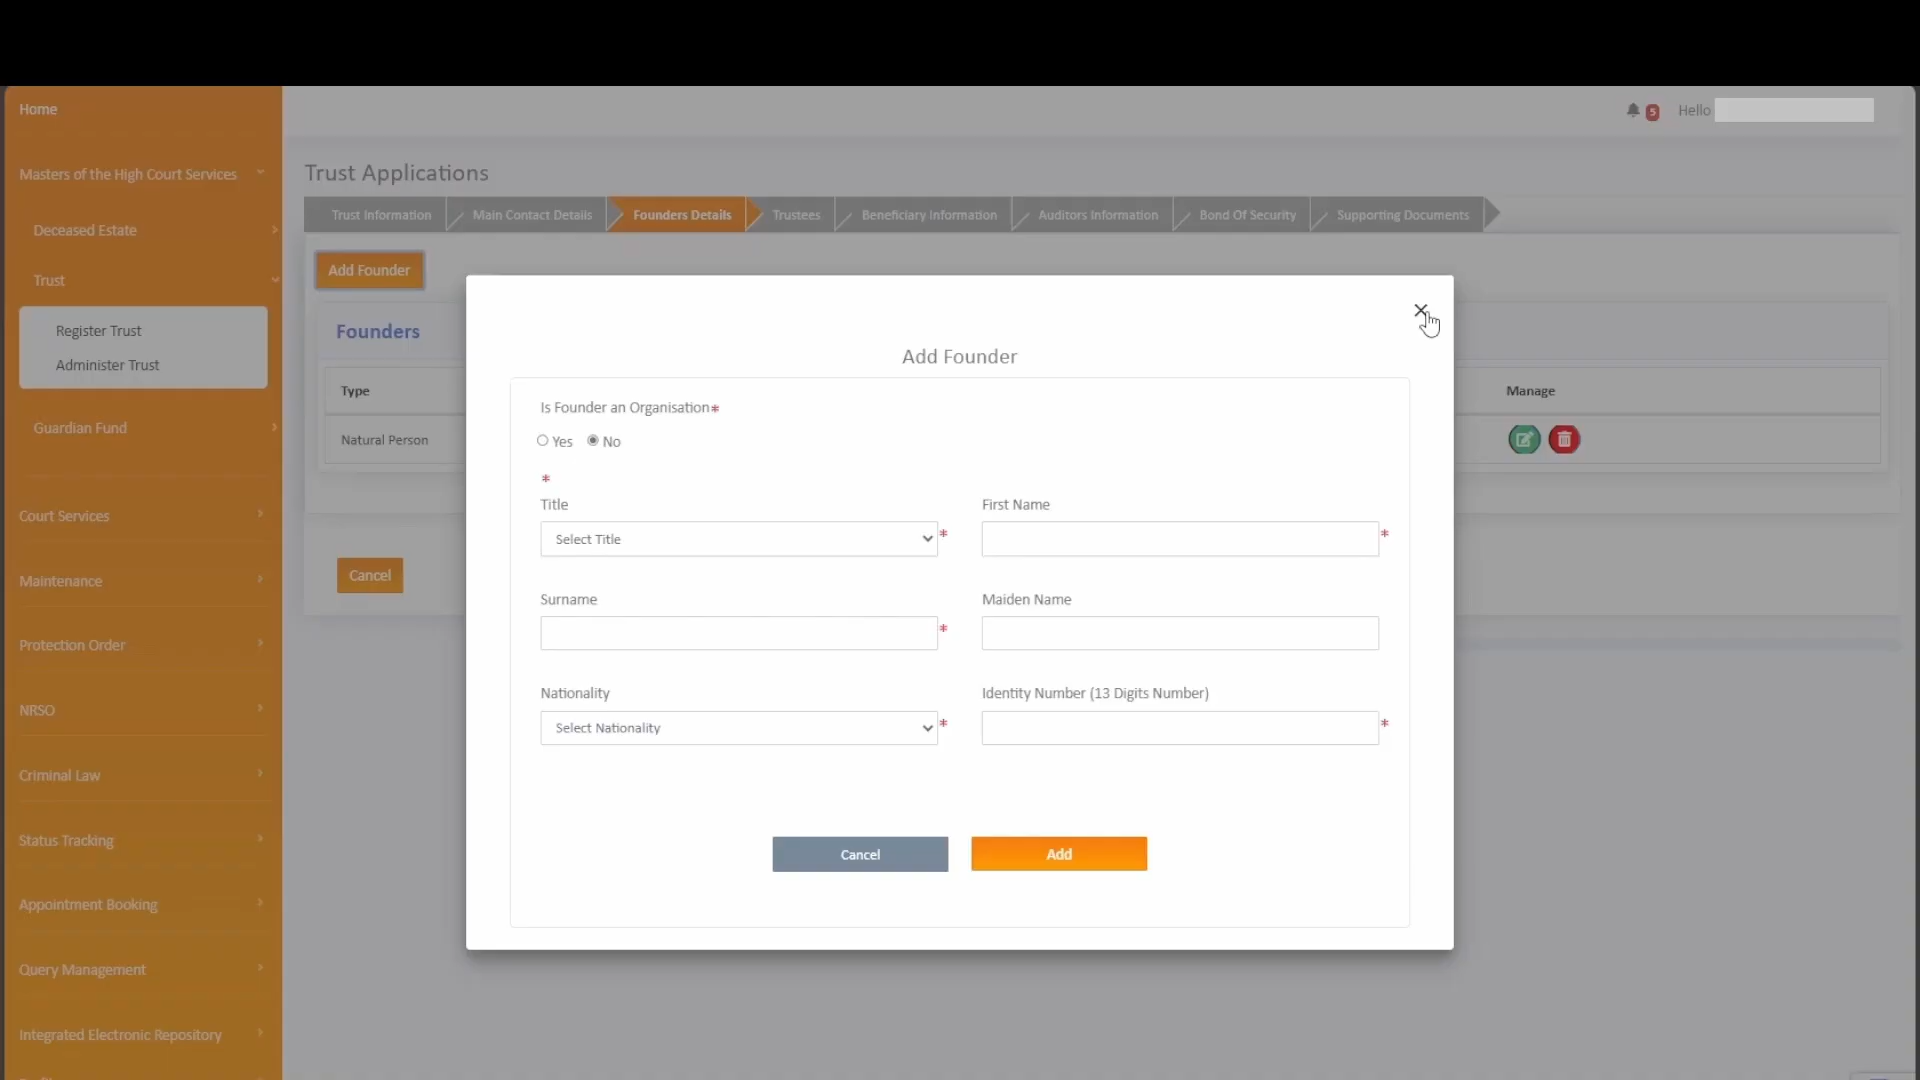 Home
5
Hello
Masters of the High Court Services
Trust Applications
Trust Information
Main Contact Details
Founders Details
Trustees
Beneficiary Information
Auditors Information
Bond Of Security
Supporting Documents
Deceased Estate
Trust
Register Trust
Administer Trust
Guardian Fund
Court Services
Maintenance
Protection Order
NRSO
Criminal Law
Status Tracking
Appointment Booking
Query Management
Integrated Electronic Repository
Add Founder
Founders
Type
Manage
Natural Person
Cancel
Add Founder
Is Founder an Organisation*
Yes No
*
Title
First Name
Select Title *
*
Surname
Maiden Name
*
Nationality
Identity Number (13 Digits Number)
Select Nationality *
*
Cancel
Add